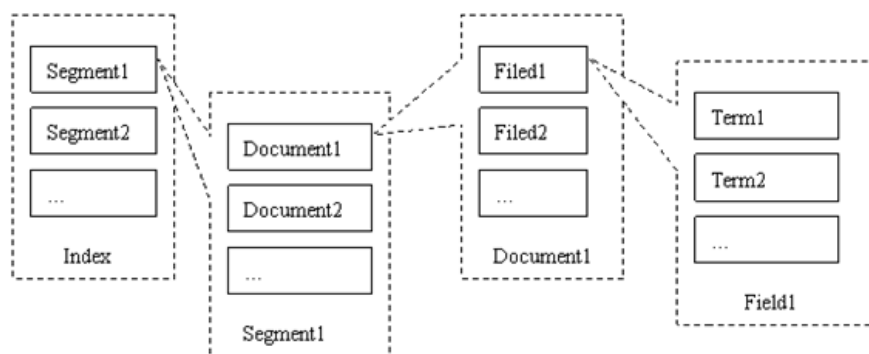 Segment1
Segment2
...
Index
Document1
Document2
...
Segment1
Filed1
Filed2
...
Document1
Term1
Term2
...
Field1